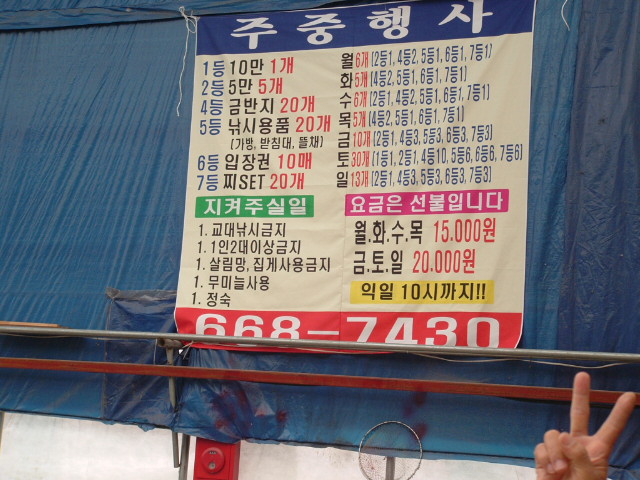 주중행사
1등 10만 1개
2등 5만 5개
4등 금반지 20개
5등 낚시용품 20개
(가방, 받침대, 뜰채)
6등 입장권 10매
7등 찌SET 20개
월 6개 (2등1, 4등2, 5등1, 6등1, 7등1)
화 5개 (4등2, 5등1, 6등1, 7등1)
수 6개 (2등1, 4등2, 5등1, 6등1, 7등1)
목 5개 (4등2, 5등1, 6등1, 7등1)
금 10개 (2등1, 4등3, 5등3, 6등3, 7등3)
토 30개 (1등1, 2등1, 4등10, 5등6, 6등6, 7등6)
일 13개 (2등1, 4등3, 5등3, 6등3, 7등3)
지켜주실일
1. 교대낚시금지
1. 1인2대이상금지
1. 살림망, 집게사용금지
1. 무미늘사용
1. 정숙
요금은 선불입니다
월.화.수.목 15.000원
금.토.일 20.000원
익일 10시까지!!
668-7430